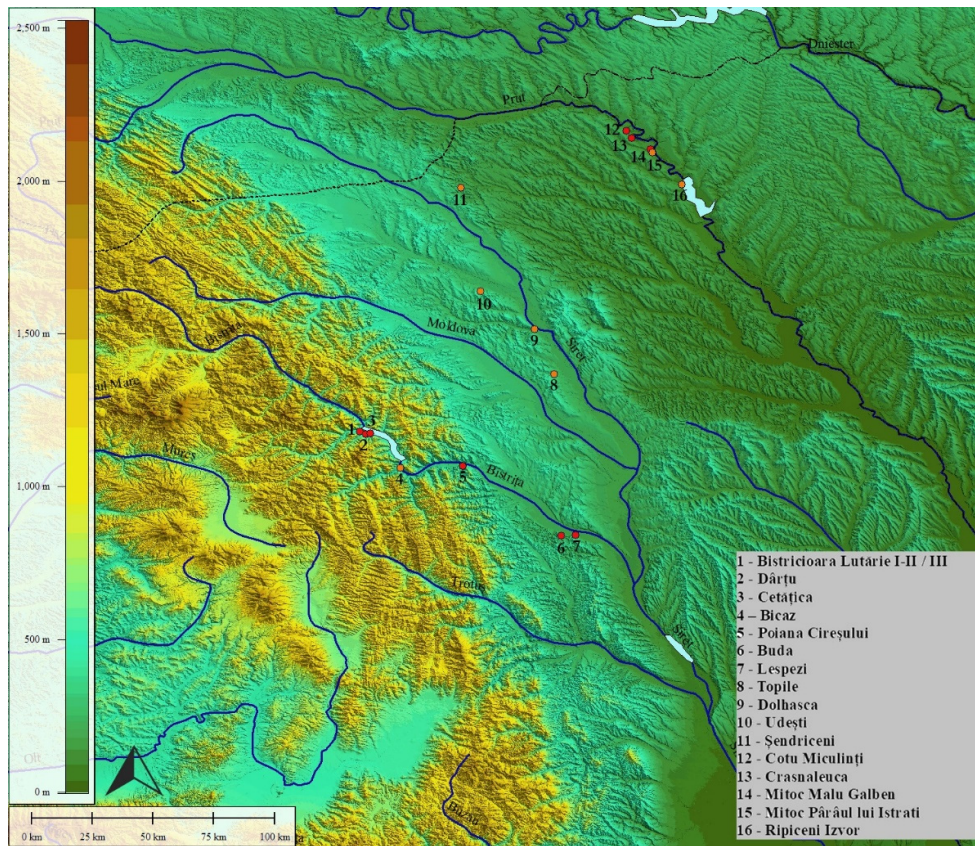 2,500 m
2,000 m
1,500 m
1,000 m
500 m
0 m
Dniester
Prut
Prut
12
13
14
15
16
11
10
Moldova
9
Siret
8
Bistrița
ul Mare
3
1
2
Mureș
4
5
Bistrița
6
7
Trotuș
Siret
Olt
Buzău
0 km
25 km
50 km
75 km
100 km
1 - Bistricioara Lutărie I-II / III
2 - Dârțu
3 - Cetățica
4 – Bicaz
5 - Poiana Cireșului
6 - Buda
7 - Lespezi
8 - Topile
9 - Dolhasca
10 - Udești
11 - Șendriceni
12 - Cotu Miculinți
13 - Crasnaleuca
14 - Mitoc Malu Galben
15 - Mitoc Pârâul lui Istrati
16 - Ripiceni Izvor